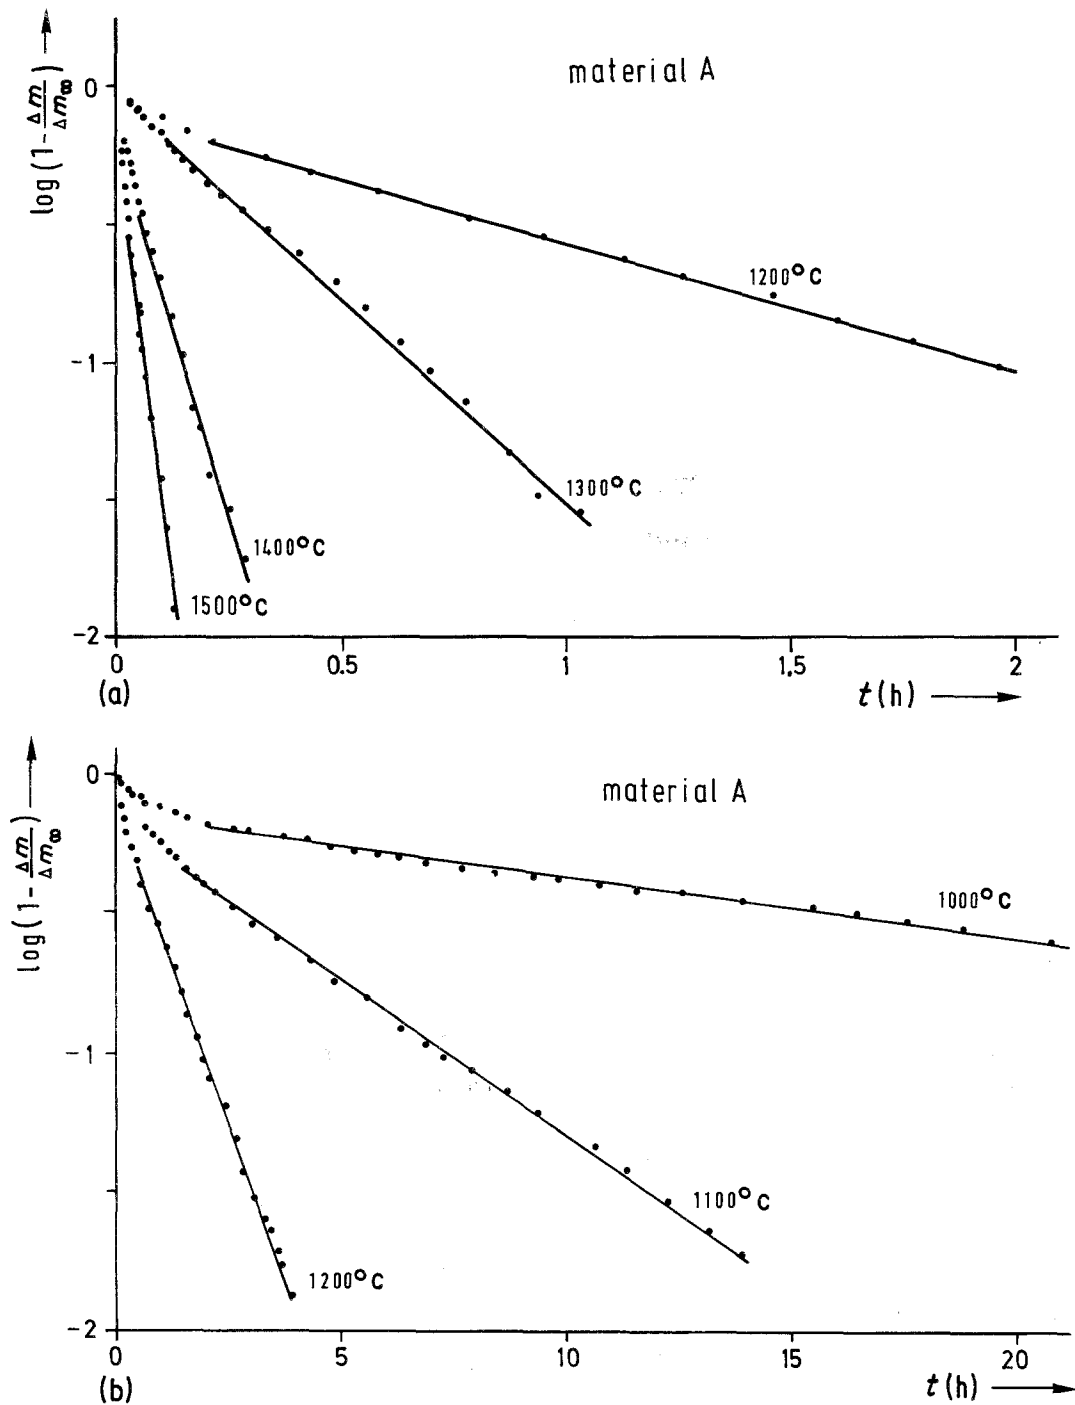 material A
log (1- Δm/Δm∞)
0
-1
-2
1200°C
1300°C
1400°C
1500°C
0 0.5 1 1.5 2
(a) t(h)
material A
log (1- Δm/Δm∞)
0
-1
-2
1000°C
1100°C
1200°C
0 5 10 15 20
(b) t(h)